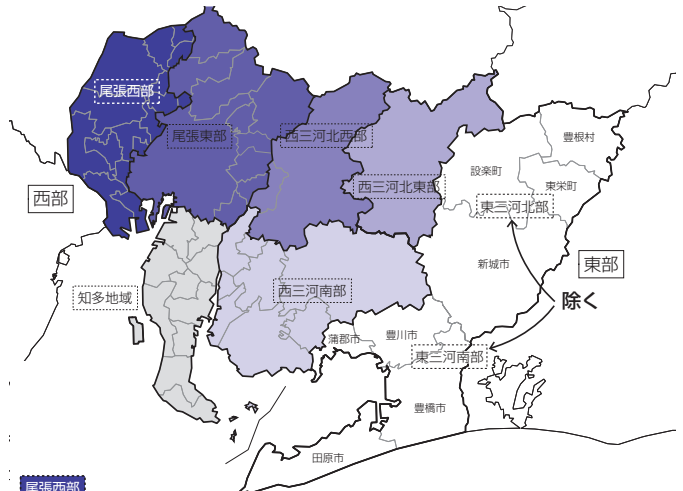 尾張西部
尾張東部
西三河北西部
豊根村
設楽町
西三河北東部
東栄町
西部
東三河北部
新城市
東部
知多地域
西三河南部
除く
蒲郡市
豊川市
東三河南部
豊橋市
田原市
尾張西部